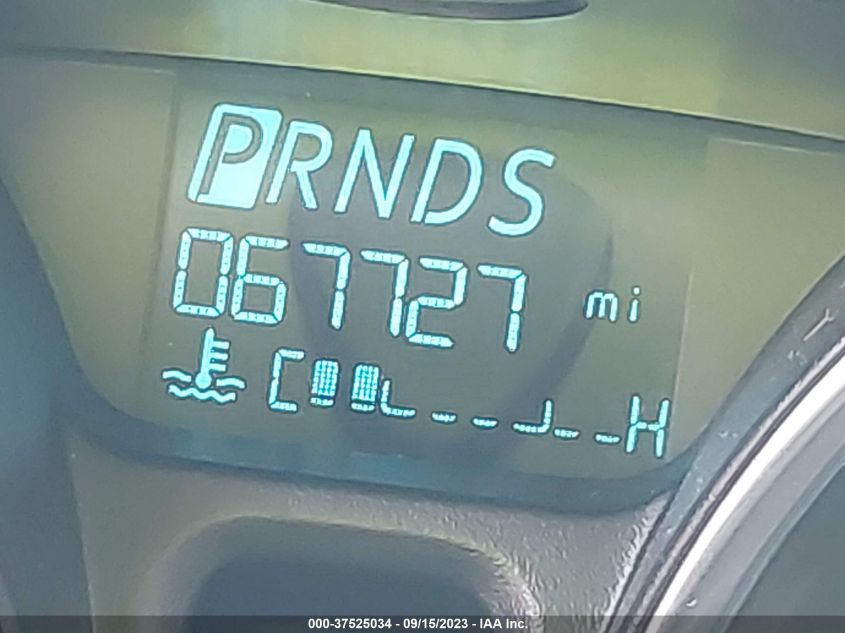 PRNDS
067727 mi
C H
000-37525034 - 09/15/2023 - IAA Inc.